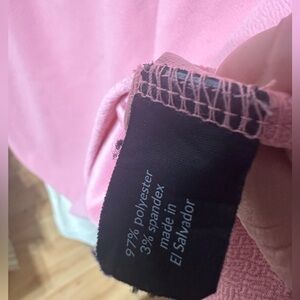 97% polyester
3% spandex
made in
El Salvador